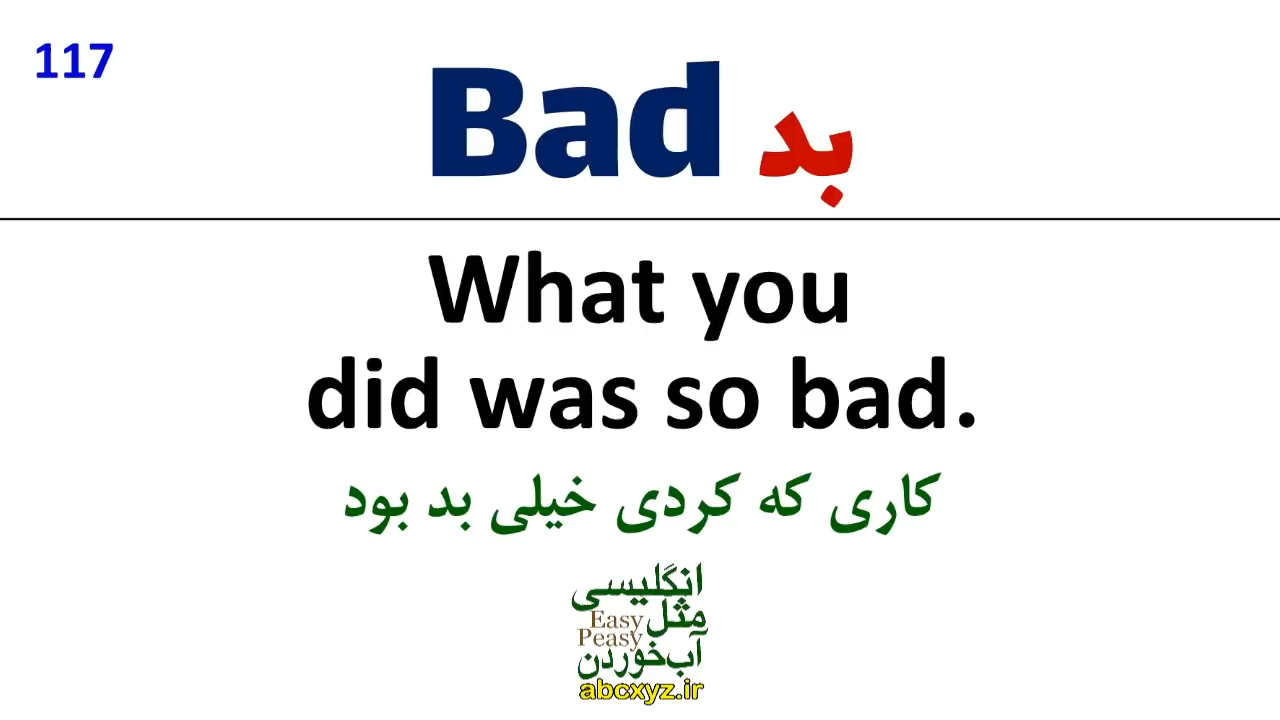 117
Bad بد
What you
did was so bad.
کاری که کردی خیلی بد بود
انگلیسی
مثل
Easy
Peasy
آب‌خوردن
abcxyz.ir